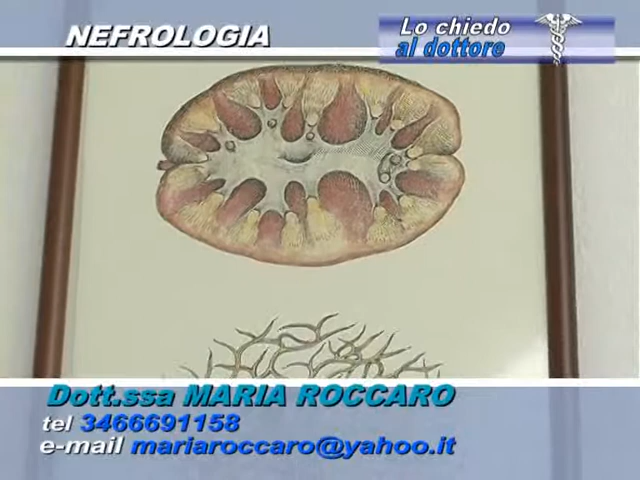 NEFROLOGIA
Lo chiedo
al dottore
Dott.ssa MARIA ROCCARO
tel 3466691158
e-mail mariaroccaro@yahoo.it